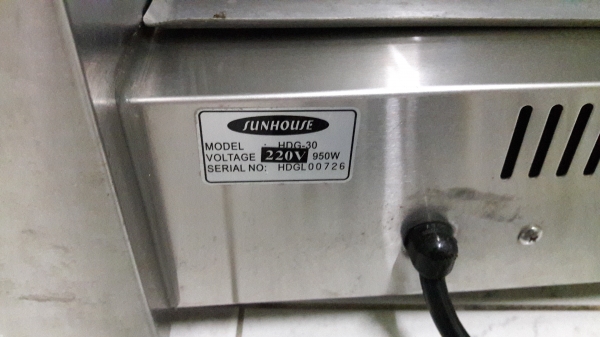 SUNHOUSE
MODEL : HDG-30
VOLTAGE 220V 950W
SERIAL NO: HDGL00726